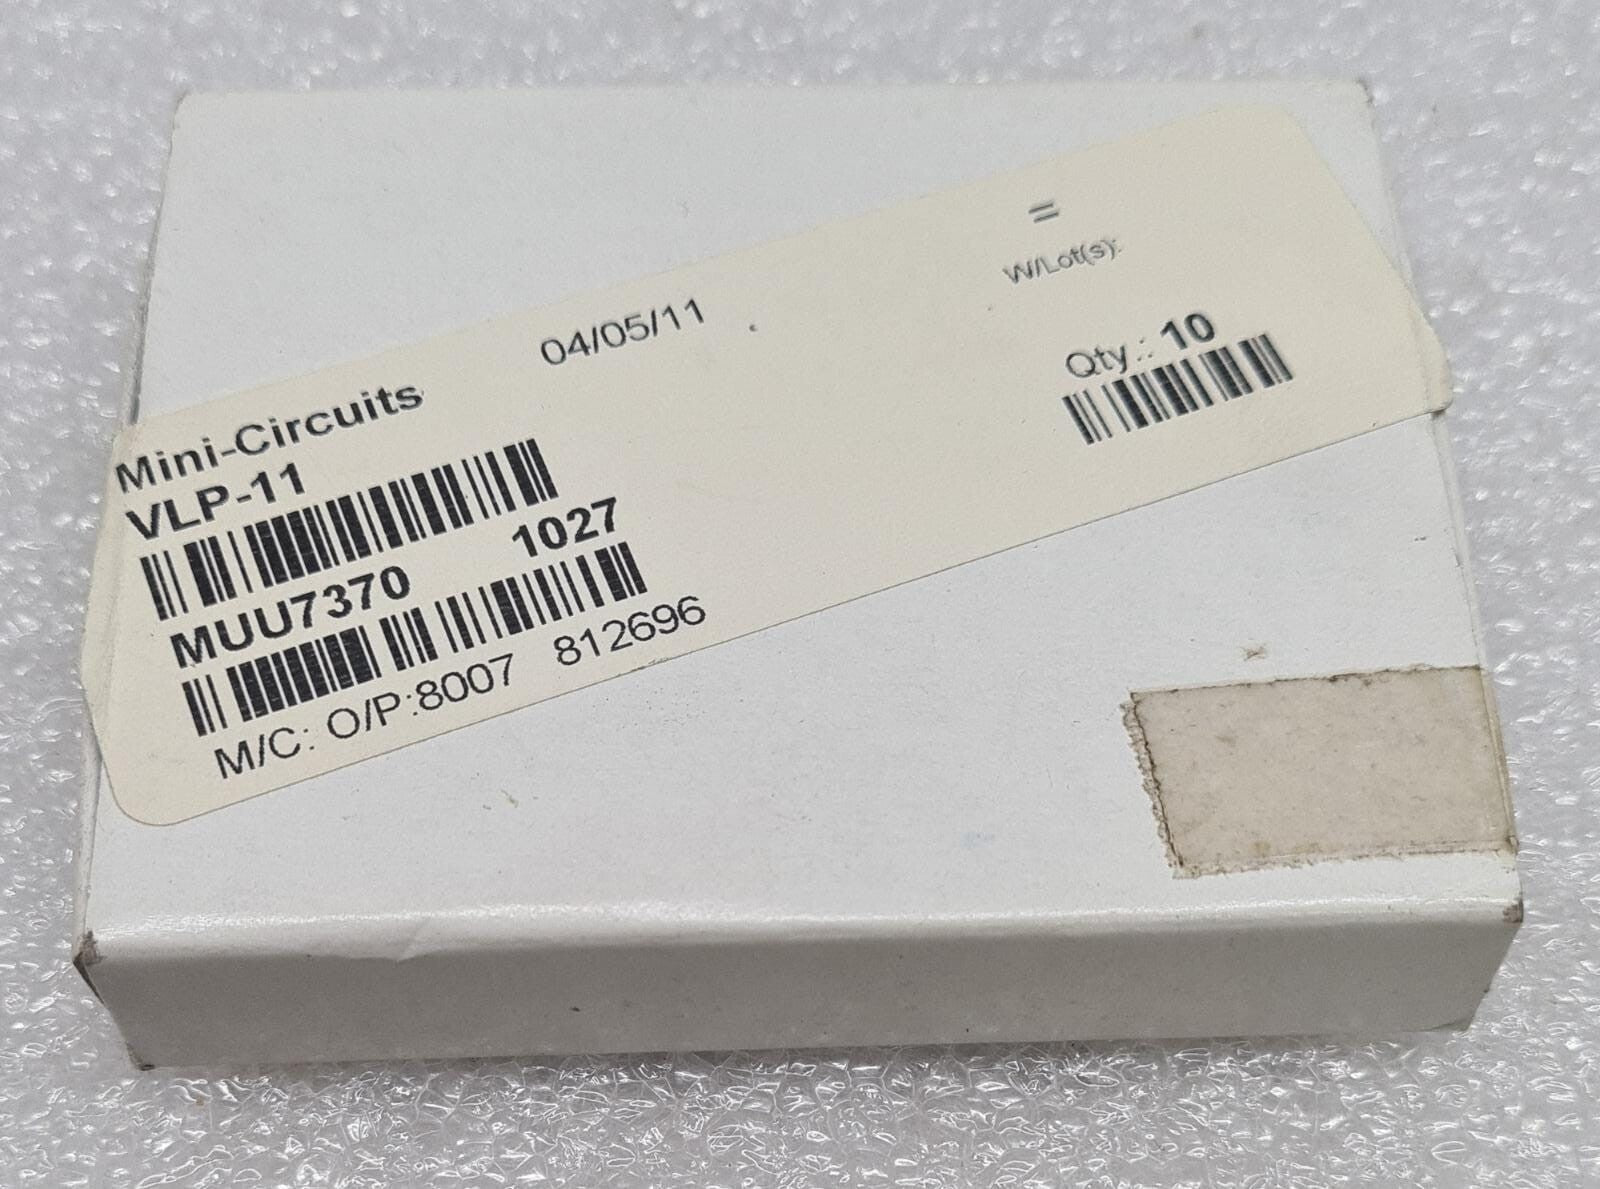 Mini-Circuits 04/05/11 =
W/Lot(s):
VLP-11 Qty.: 10
MUU7370 1027
M/C: O/P:8007 812696